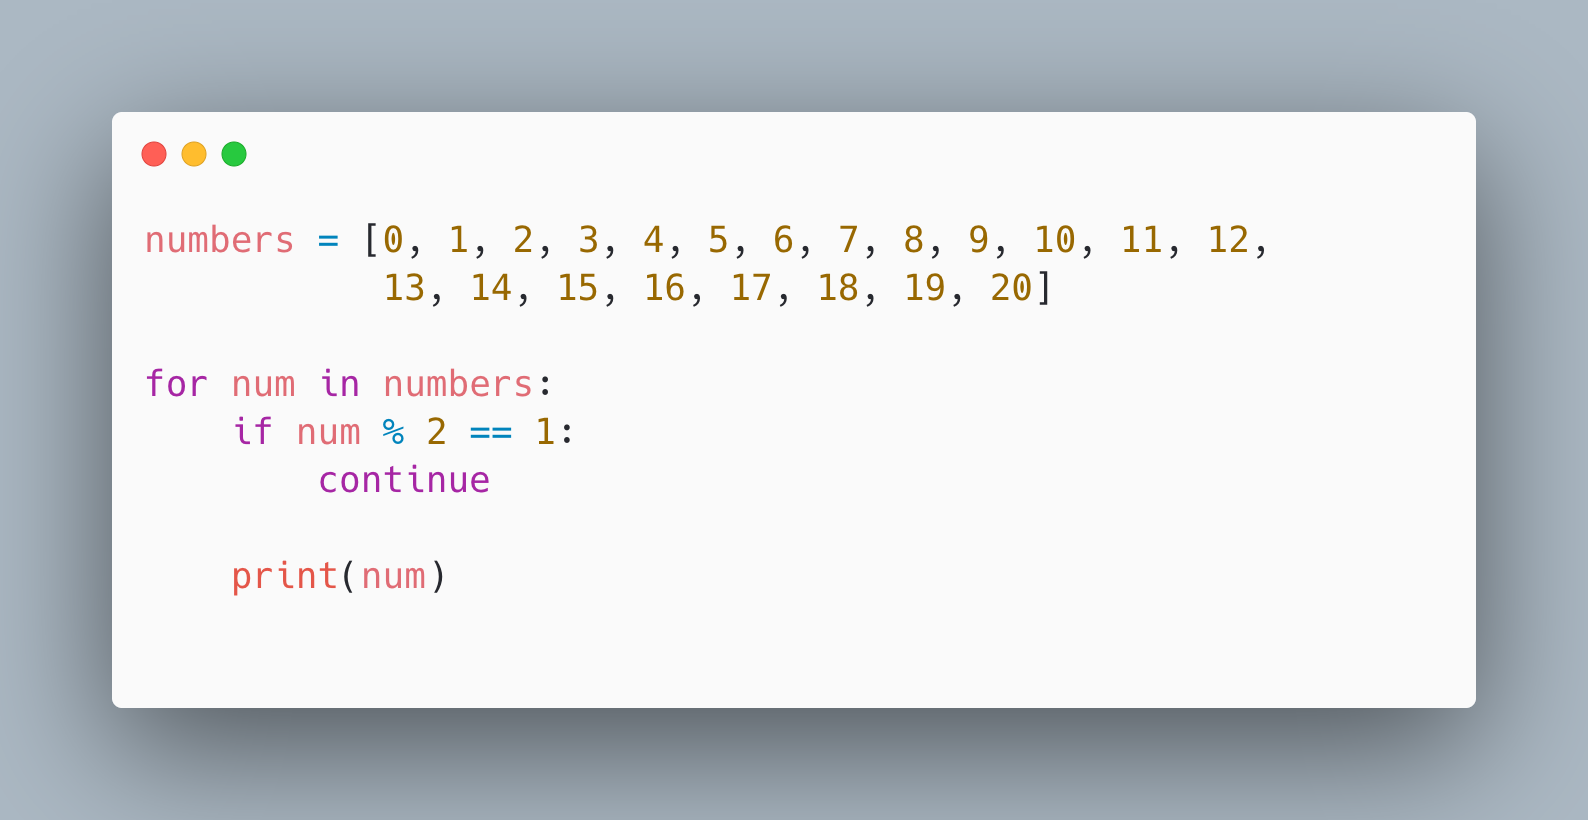 numbers = [0, 1, 2, 3, 4, 5, 6, 7, 8, 9, 10, 11, 12,
           13, 14, 15, 16, 17, 18, 19, 20]

for num in numbers:
    if num % 2 == 1:
        continue

    print(num)